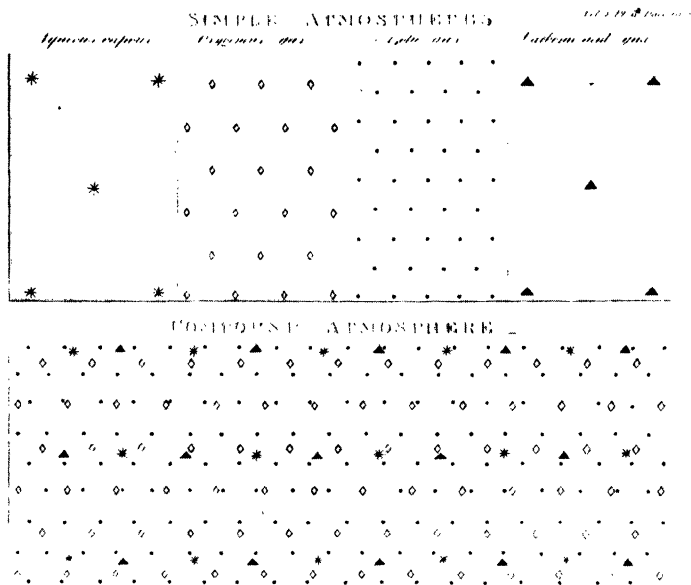 SIMPLE ATMOSPHERES
Aqueous vapour Oxygenous gas Azotic gas Carbonic acid gas
COMPOUND ATMOSPHERE